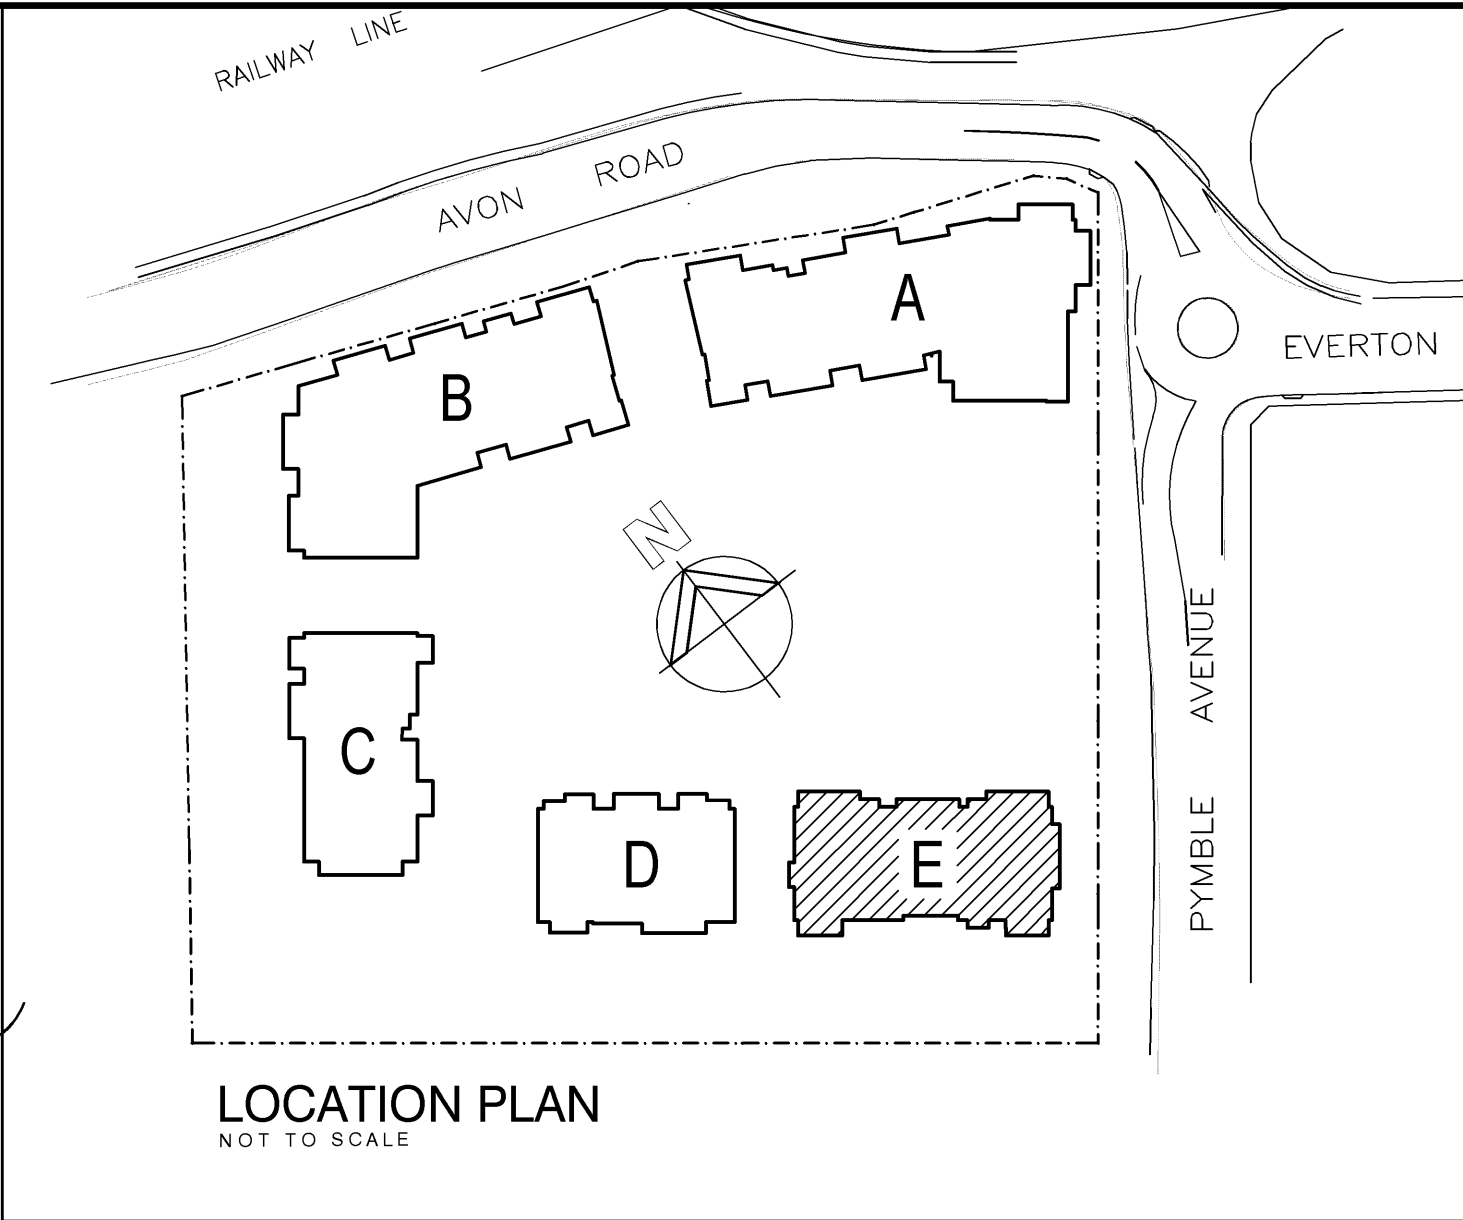 RAILWAY LINE
AVON ROAD
A
EVERTON
B
N
PYMBLE AVENUE
C
D
E
LOCATION PLAN
NOT TO SCALE